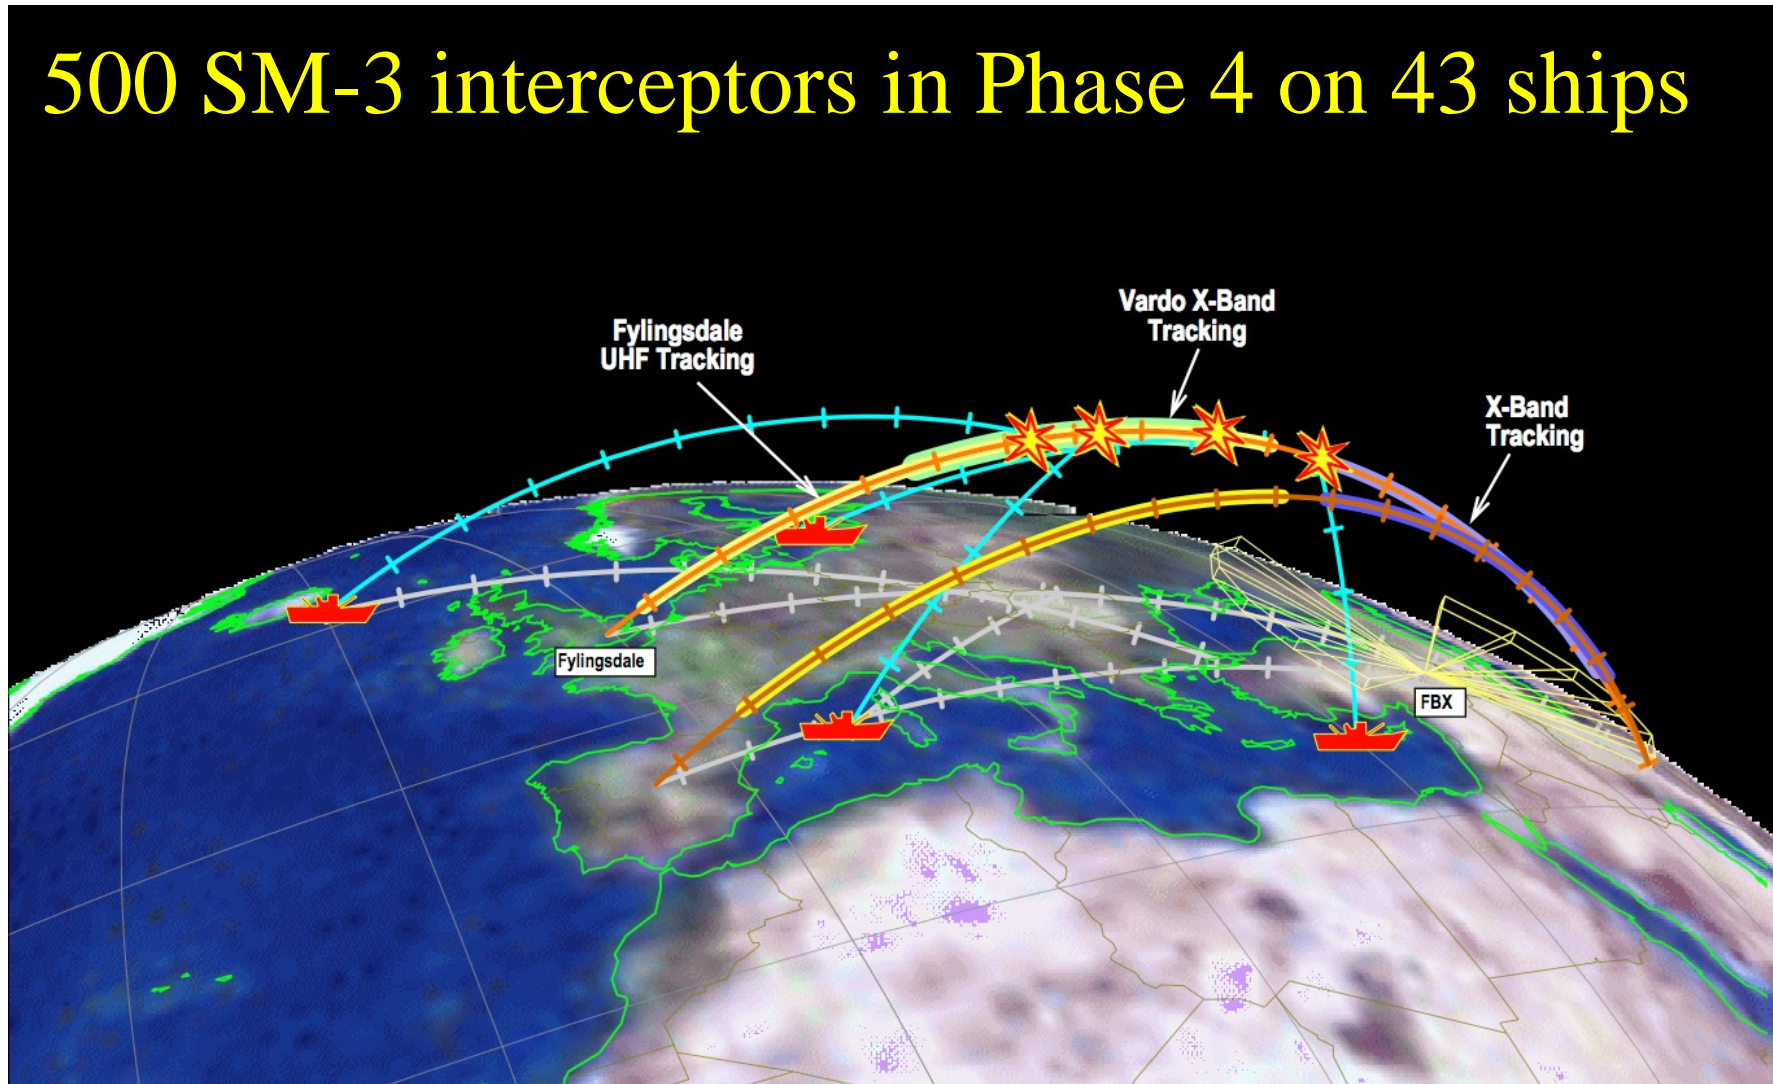 500 SM-3 interceptors in Phase 4 on 43 ships
Vardo X-Band
Tracking
Fylingsdale
UHF Tracking
X-Band
Tracking
Fylingsdale
FBX